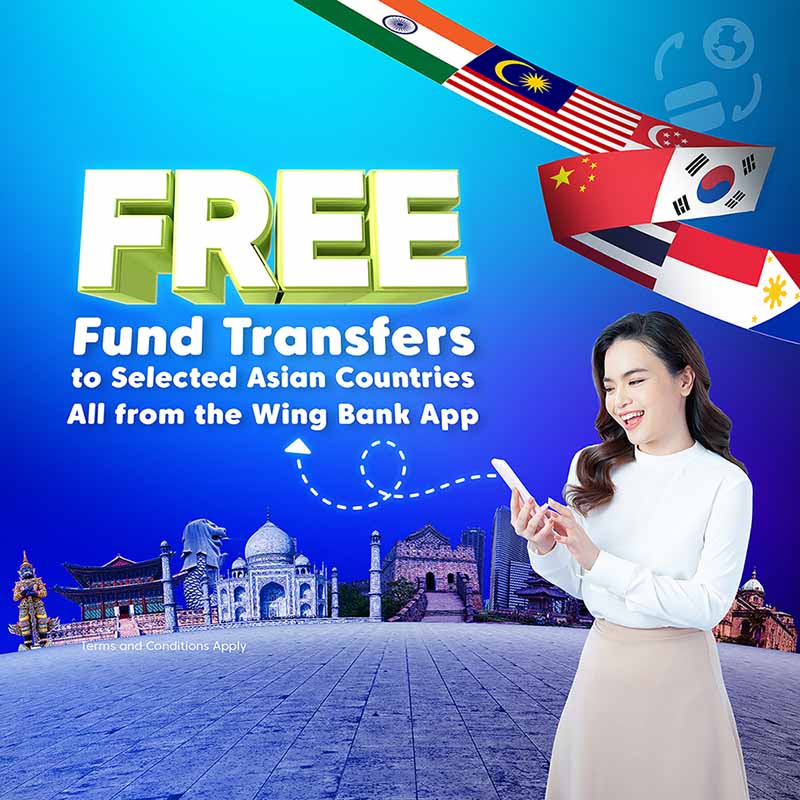 FREE
Fund Transfers
to Selected Asian Countries
All from the Wing Bank App
Terms and Conditions Apply